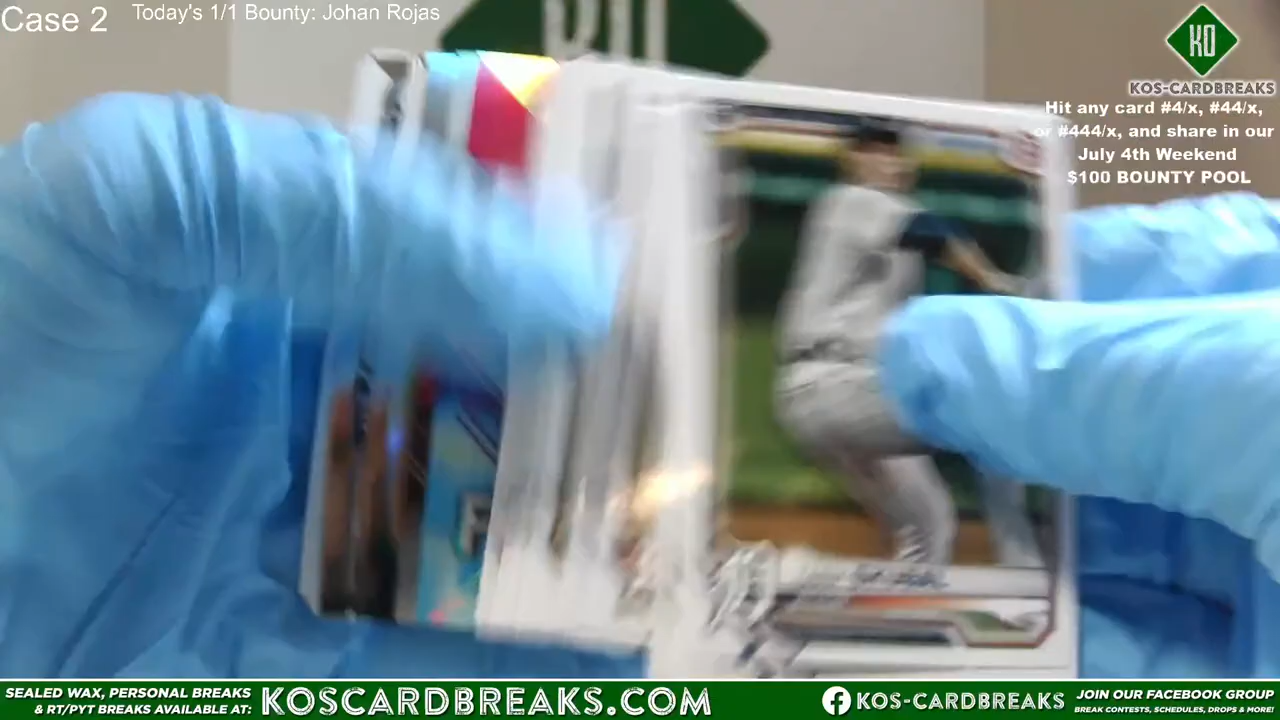 Case 2
Today's 1/1 Bounty: Johan Rojas
KO
KOS-CARDBREAKS
Hit any card #4/x, #44/x,
or #444/x, and share in our
July 4th Weekend
$100 BOUNTY POOL
SEALED WAX, PERSONAL BREAKS
& RT/PYT BREAKS AVAILABLE AT:
KOSCARDBREAKS.COM
KOS-CARDBREAKS
JOIN OUR FACEBOOK GROUP
BREAK CONTESTS, SCHEDULES, DROPS & MORE!